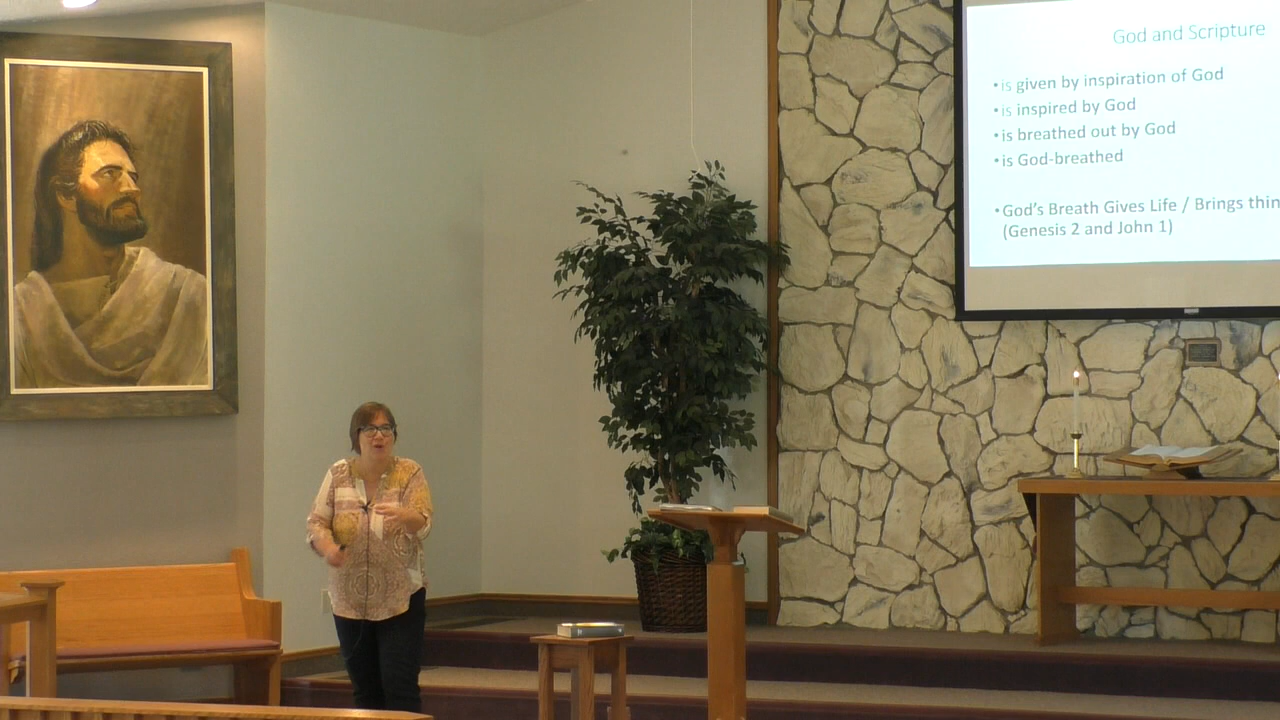 God and Scripture
• is given by inspiration of God
• is inspired by God
• is breathed out by God
• is God-breathed
• God's Breath Gives Life / Brings thin
(Genesis 2 and John 1)